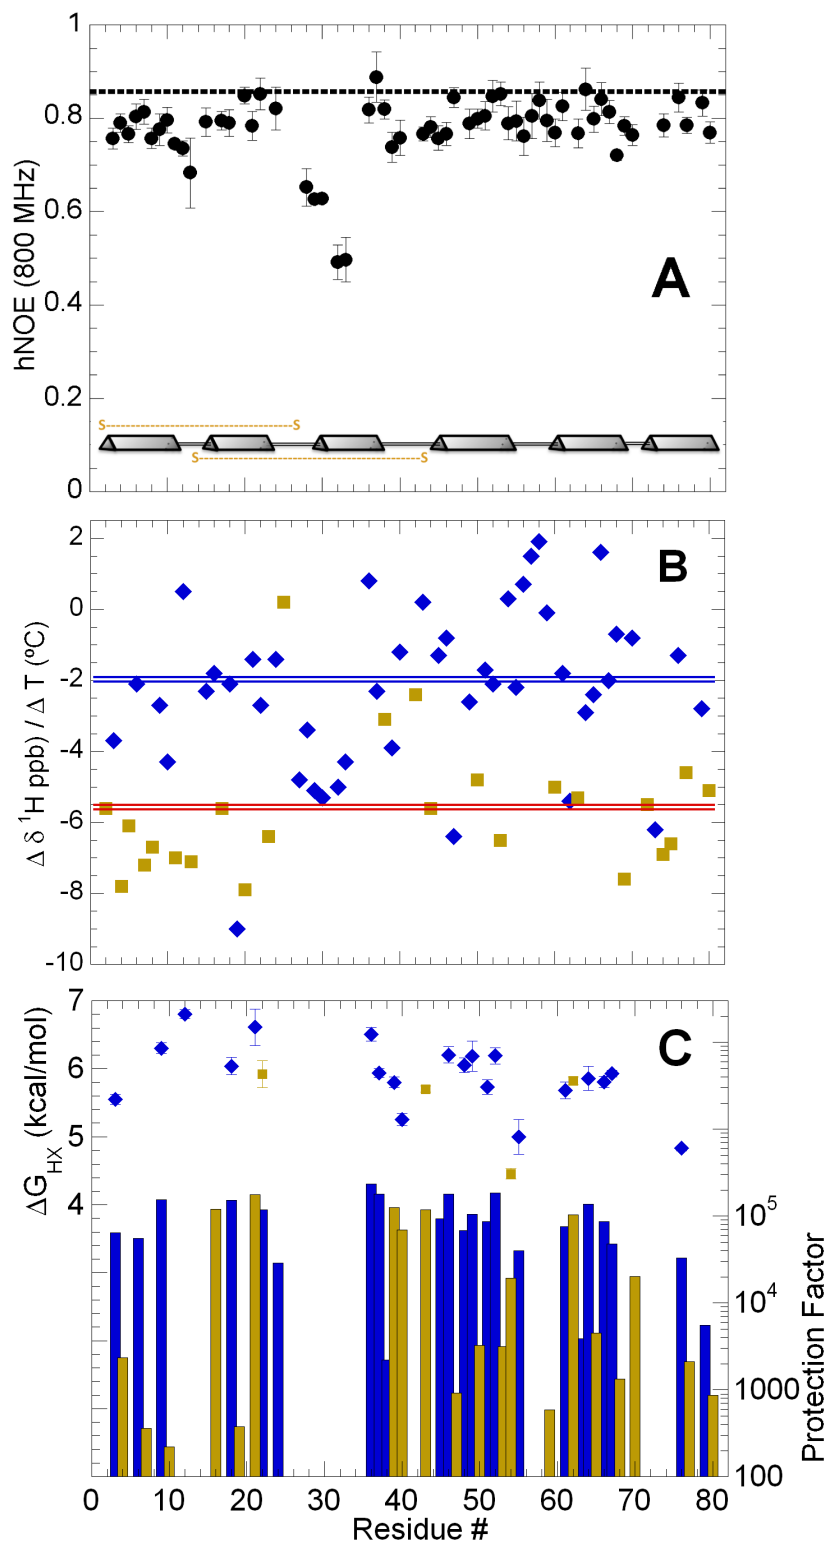 1
0.8
0.6
0.4
0.2
0
hNOE (800 MHz)
A
S S
S S
2
0
-2
-4
-6
-8
-10
Δ δ ¹H ppb) / Δ T (ºC)
B
7
6
5
4
ΔG_HX (kcal/mol)
C
10⁵
10⁴
1000
100
Protection Factor
0 10 20 30 40 50 60 70 80
Residue #